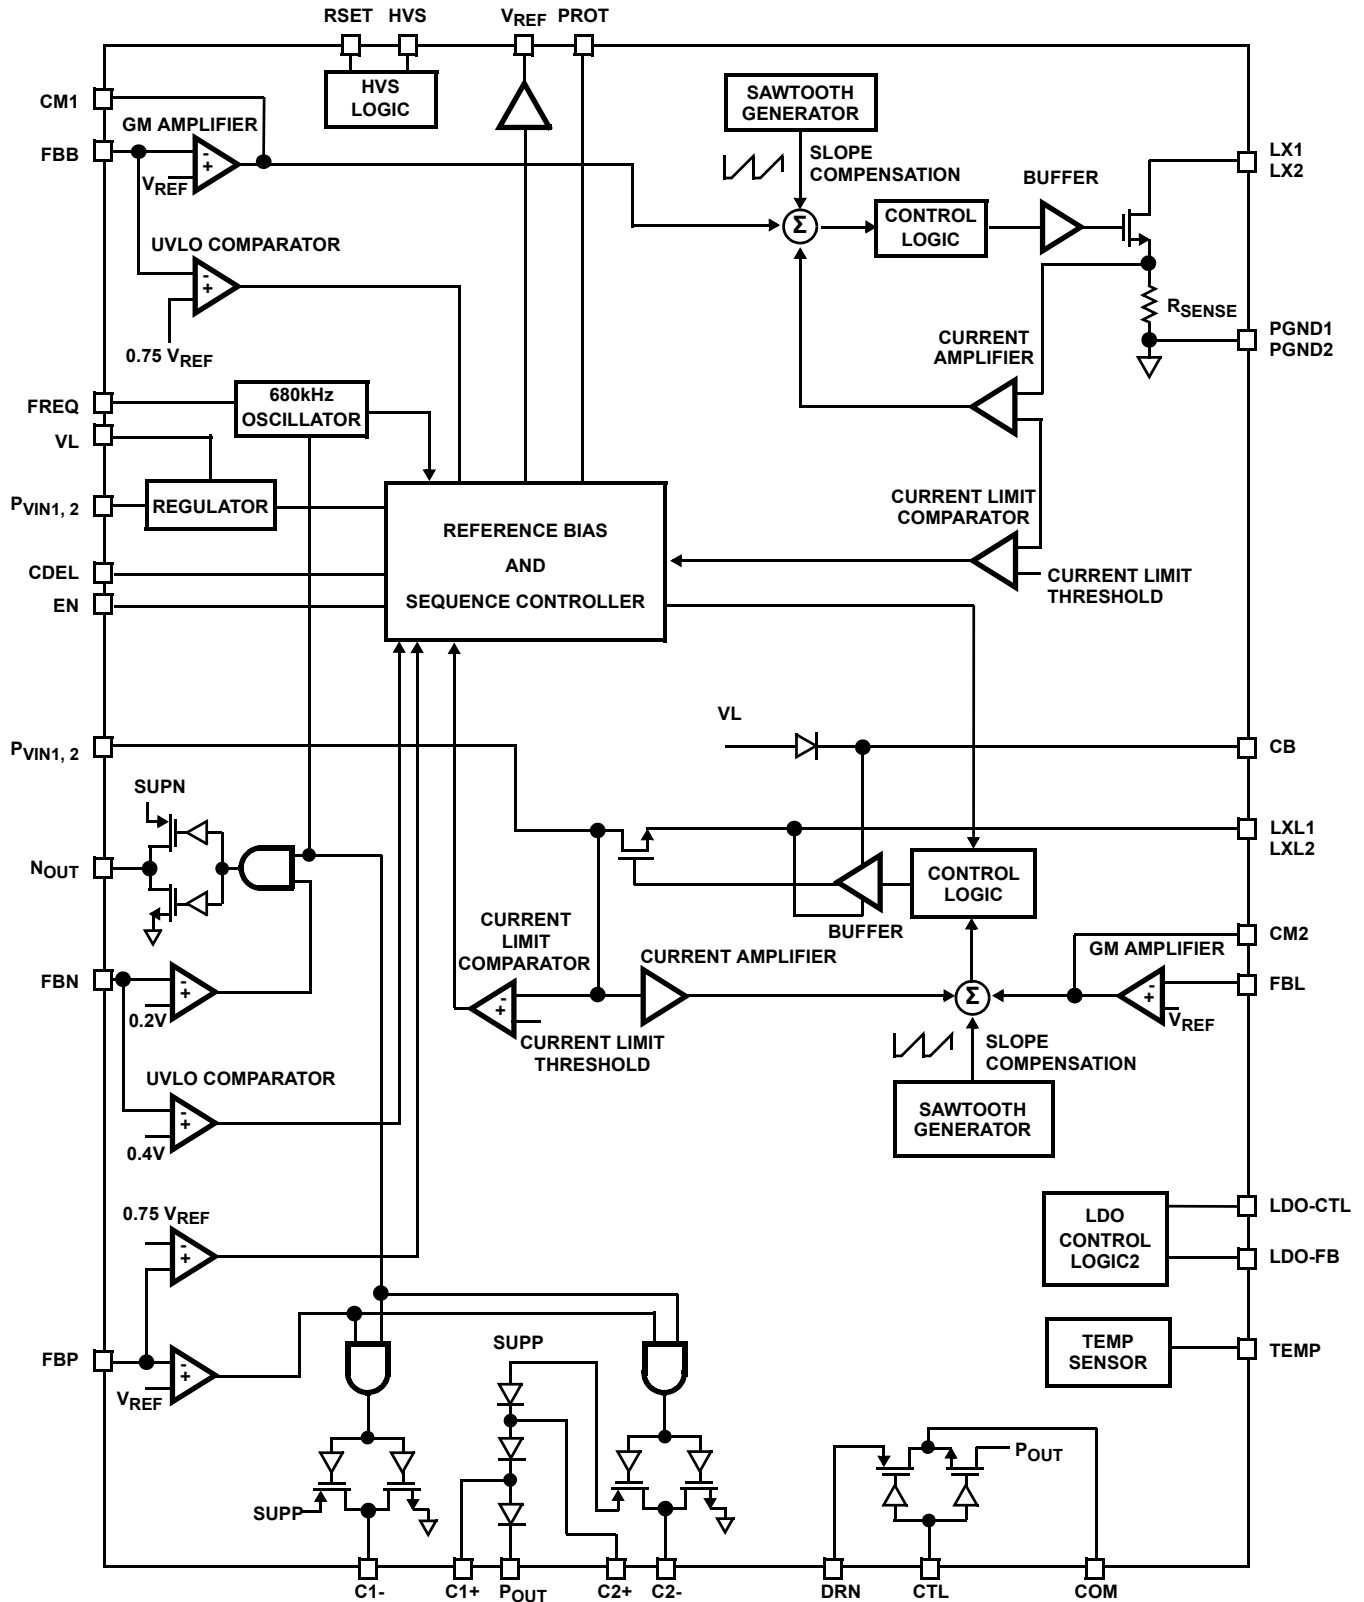 RSET HVS VREF PROT
HVS
LOGIC
SAWTOOTH
GENERATOR
CM1
GM AMPLIFIER
FBB
-
+
VREF
SLOPE
COMPENSATION
BUFFER
LX1
LX2
Σ
CONTROL
LOGIC
UVLO COMPARATOR
-
+
0.75 VREF
RSENSE
PGND1
PGND2
CURRENT
AMPLIFIER
FREQ
680kHz
OSCILLATOR
VL
PVIN1, 2
REGULATOR
CURRENT LIMIT
COMPARATOR
REFERENCE BIAS
AND
SEQUENCE CONTROLLER
CDEL
EN
CURRENT LIMIT
THRESHOLD
VL
PVIN1, 2
CB
SUPN
LXL1
LXL2
NOUT
CONTROL
LOGIC
BUFFER
CURRENT
LIMIT
COMPARATOR
CURRENT AMPLIFIER
GM AMPLIFIER
CM2
FBN
-
+
0.2V
-
+
Σ
-
+
FBL
VREF
CURRENT LIMIT
THRESHOLD
SLOPE
COMPENSATION
UVLO COMPARATOR
-
+
0.4V
SAWTOOTH
GENERATOR
0.75 VREF
-
+
LDO
CONTROL
LOGIC2
LDO-CTL
LDO-FB
FBP
-
+
VREF
SUPP
TEMP
SENSOR
TEMP
POUT
SUPP
C1- C1+ POUT C2+ C2- DRN CTL COM